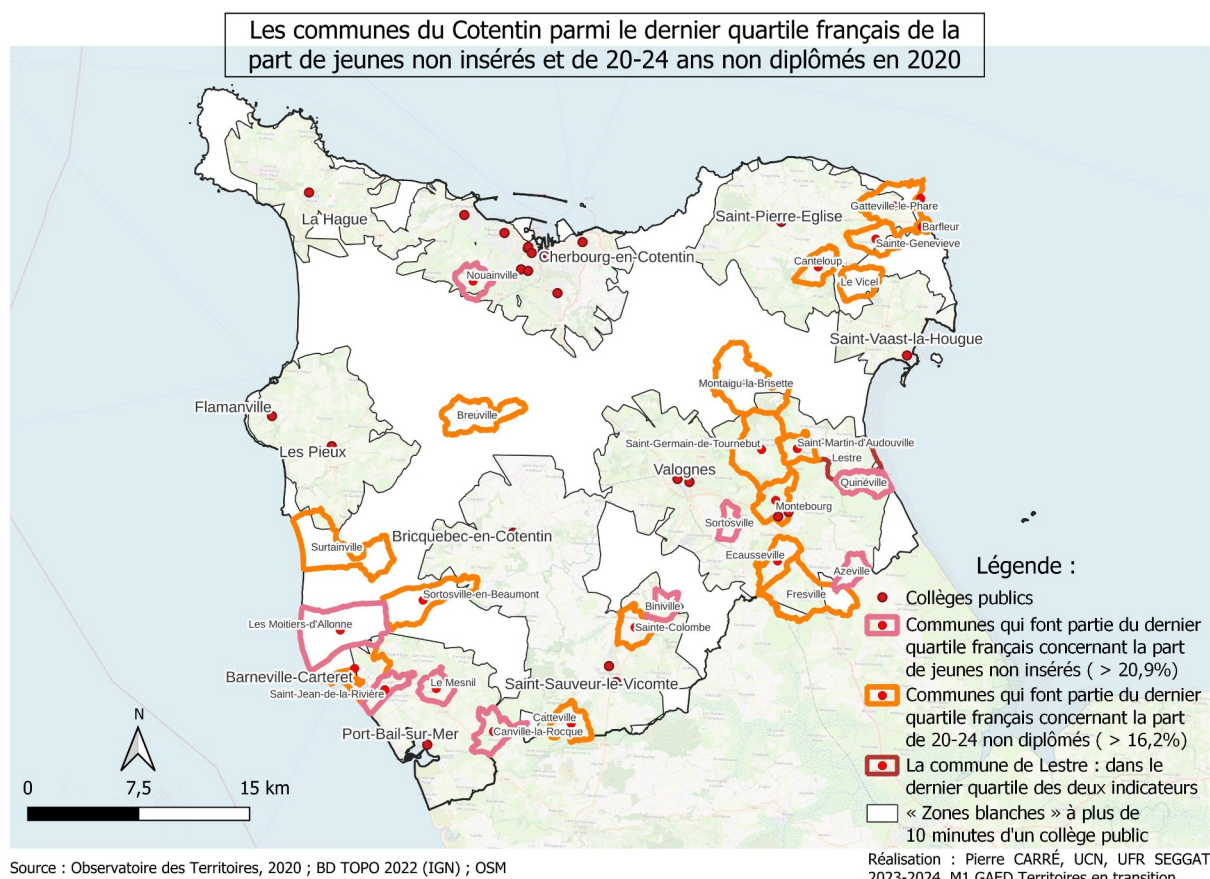 Les communes du Cotentin parmi le dernier quartile français de la
part de jeunes non insérés et de 20-24 ans non diplômés en 2020
Gatteville-le-Phare
Saint-Pierre-Eglise
La Hague
Barfleur
Sainte-Genevieve
Cherbourg-en-Cotentin
Canteloup
Nouainville
Le Vicel
Saint-Vaast-la-Hougue
Montaigu-la-Brisette
Flamanville
Breuville
Saint-Germain-de-Tournebut
Saint-Martin-d'Audouville
Les Pieux
Lestre
Valognes
Quinéville
Montebourg
Sortosville
Bricquebec-en-Cotentin
Surtainville
Ecausseville
Azeville
Fresville
Sortosville-en-Beaumont
Biniville
Les Moitiers-d'Allonne
Sainte-Colombe
Barneville-Carteret
Le Mesnil
Saint-Sauveur-le-Vicomte
Saint-Jean-de-la-Rivière
Catteville
Canville-la-Rocque
Port-Bail-sur-Mer
N
0 7,5 15 km
Légende :
Collèges publics
Communes qui font partie du dernier
quartile français concernant la part
de jeunes non insérés ( > 20,9%)
Communes qui font partie du dernier
quartile français concernant la part
de 20-24 non diplômés ( > 16,2%)
La commune de Lestre : dans le
dernier quartile des deux indicateurs
« Zones blanches » à plus de
10 minutes d'un collège public
Source : Observatoire des Territoires, 2020 ; BD TOPO 2022 (IGN) ; OSM
Réalisation : Pierre CARRÉ, UCN, UFR SEGGAT
2023-2024, M1 GAED Territoires en transition